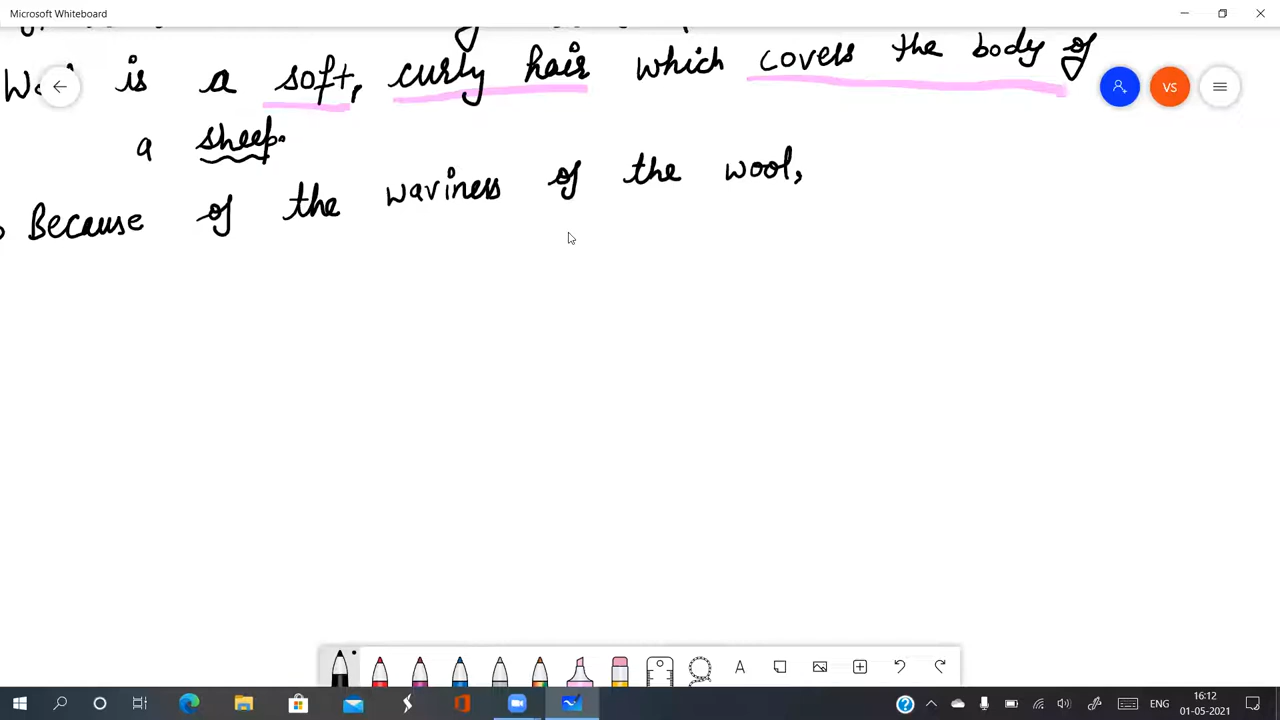 Microsoft Whiteboard
is a soft, curly hair which covers the body of
a sheep.
Because of the waviness of the wool,
VS
A
ENG
16:12
01-05-2021